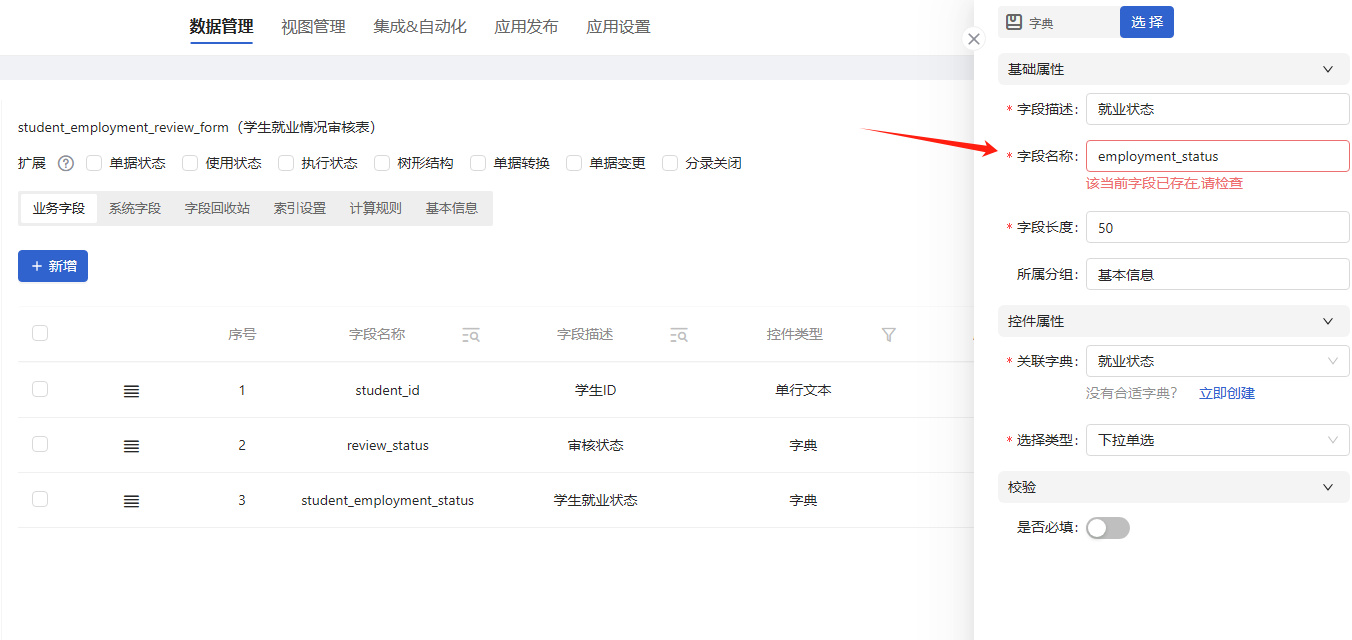 数据管理 视图管理 集成&自动化 应用发布 应用设置
student_employment_review_form（学生就业情况审核表）
扩展 单据状态 使用状态 执行状态 树形结构 单据转换 单据变更 分录关闭
业务字段 系统字段 字段回收站 索引设置 计算规则 基本信息
+ 新增
序号 字段名称 字段描述 控件类型
1 student_id 学生ID 单行文本
2 review_status 审核状态 字典
3 student_employment_status 学生就业状态 字典
字典 选 择
基础属性
* 字段描述: 就业状态
* 字段名称: employment_status
该当前字段已存在,请检查
* 字段长度: 50
所属分组: 基本信息
控件属性
* 关联字典: 就业状态
没有合适字典? 立即创建
* 选择类型: 下拉单选
校验
是否必填: